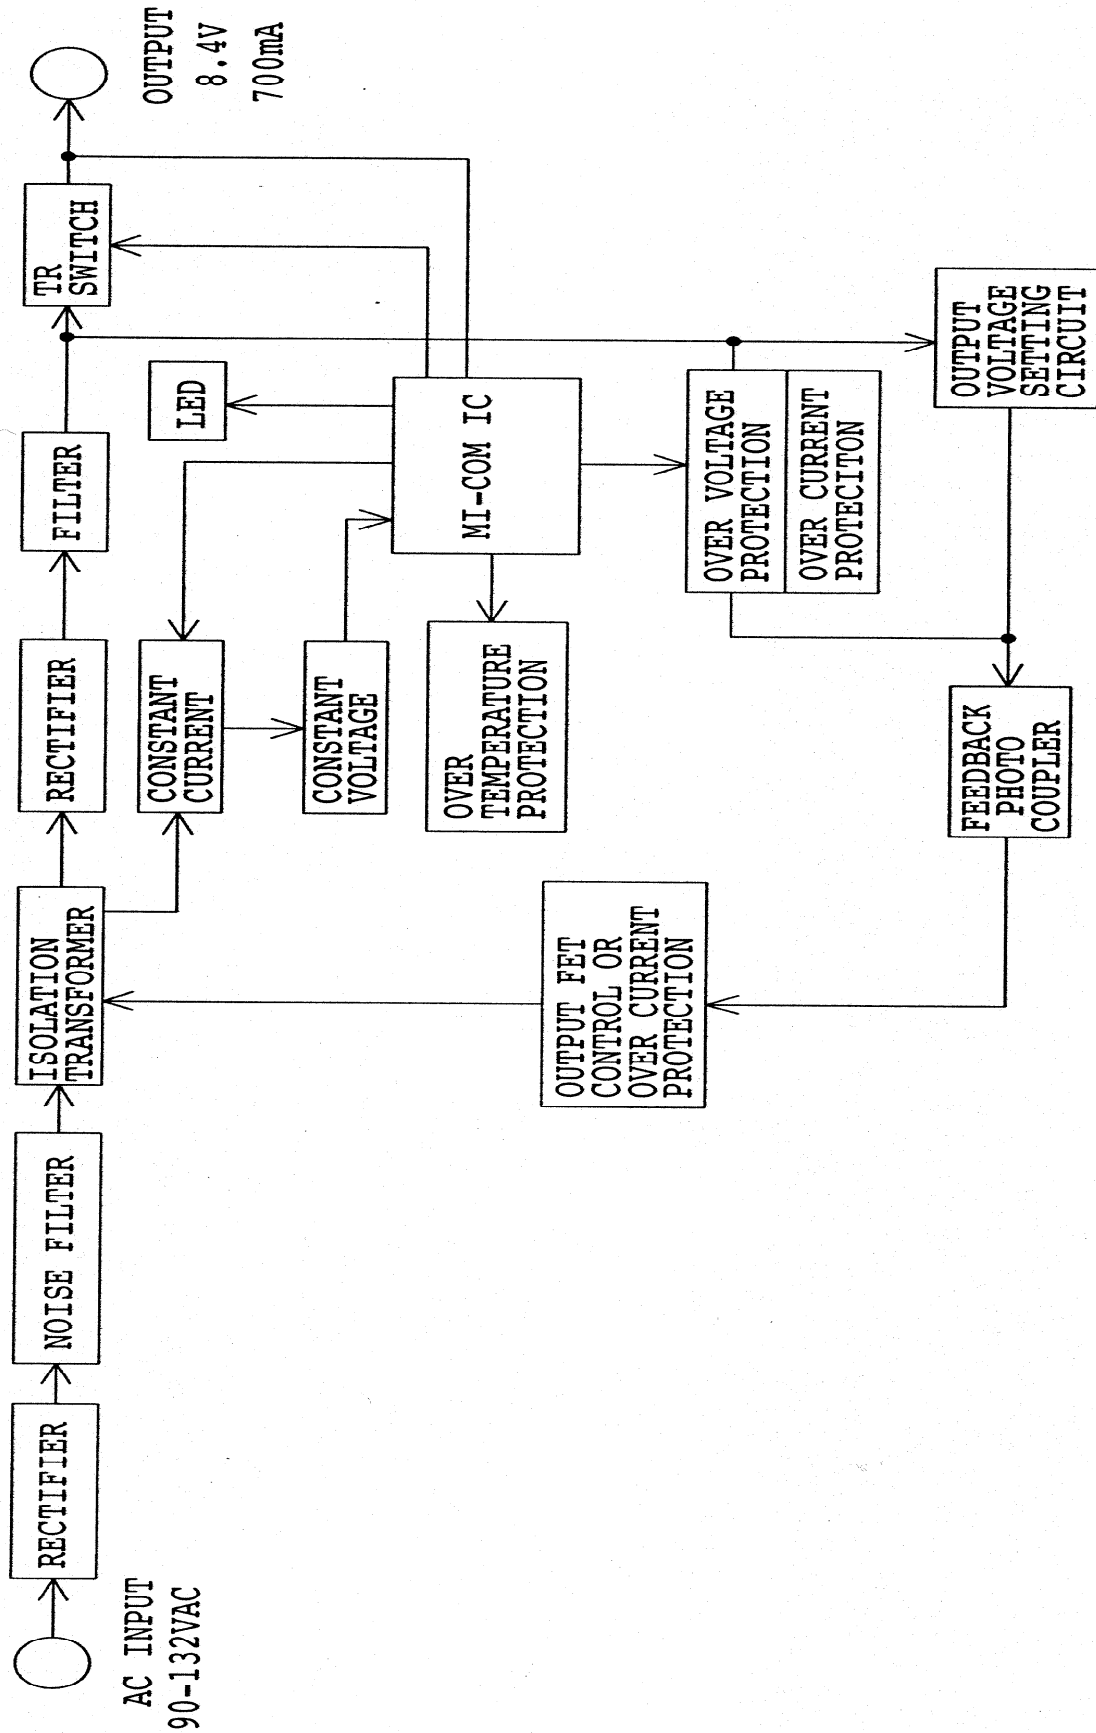 AC INPUT
90-132VAC
RECTIFIER
NOISE FILTER
ISOLATION
TRANSFORMER
RECTIFIER
FILTER
TR
SWITCH
OUTPUT
8.4V
700mA
CONSTANT
CURRENT
LED
CONSTANT
VOLTAGE
MI-COM IC
OVER
TEMPERATURE
PROTECTION
OUTPUT FET
CONTROL OR
OVER CURRENT
PROTECTION
OVER VOLTAGE
PROTECTION
OVER CURRENT
PROTECITON
FEEDBACK
PHOTO
COUPLER
OUTPUT
VOLTAGE
SETTING
CIRCUIT